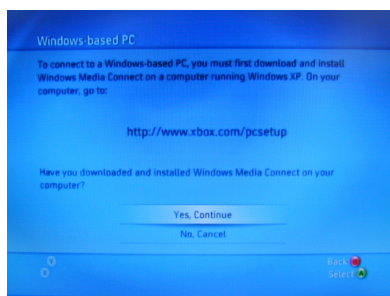 Windows-based PC
To connect to a Windows-based PC, you must first download and install
Windows Media Connect on a computer running Windows XP. On your
computer, go to:
http://www.xbox.com/pcsetup
Have you downloaded and installed Windows Media Connect on your
computer?
Yes, Continue
No, Cancel
Y
X
Back B
Select A